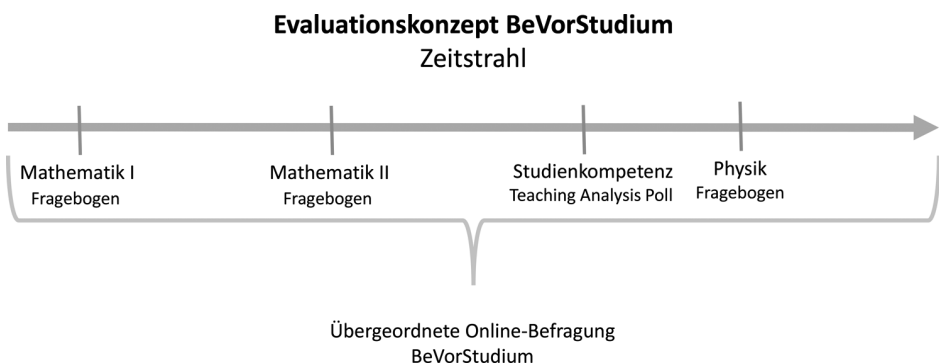 Evaluationskonzept BeVorStudium
Zeitstrahl
Mathematik I
Fragebogen
Mathematik II
Fragebogen
Studienkompetenz
Teaching Analysis Poll
Physik
Fragebogen
Übergeordnete Online-Befragung
BeVorStudium